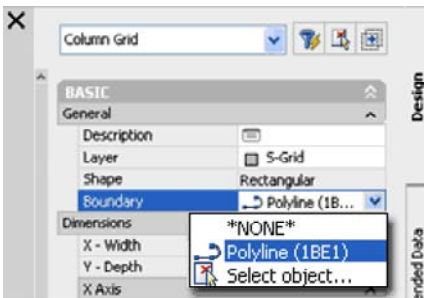 Column Grid
BASIC
General
Description
Layer S-Grid
Shape Rectangular
Boundary Polyline (1B...
*NONE*
Polyline (1BE1)
Select object...
Dimensions
X - Width
Y - Depth
X Axis
Design
nded Data